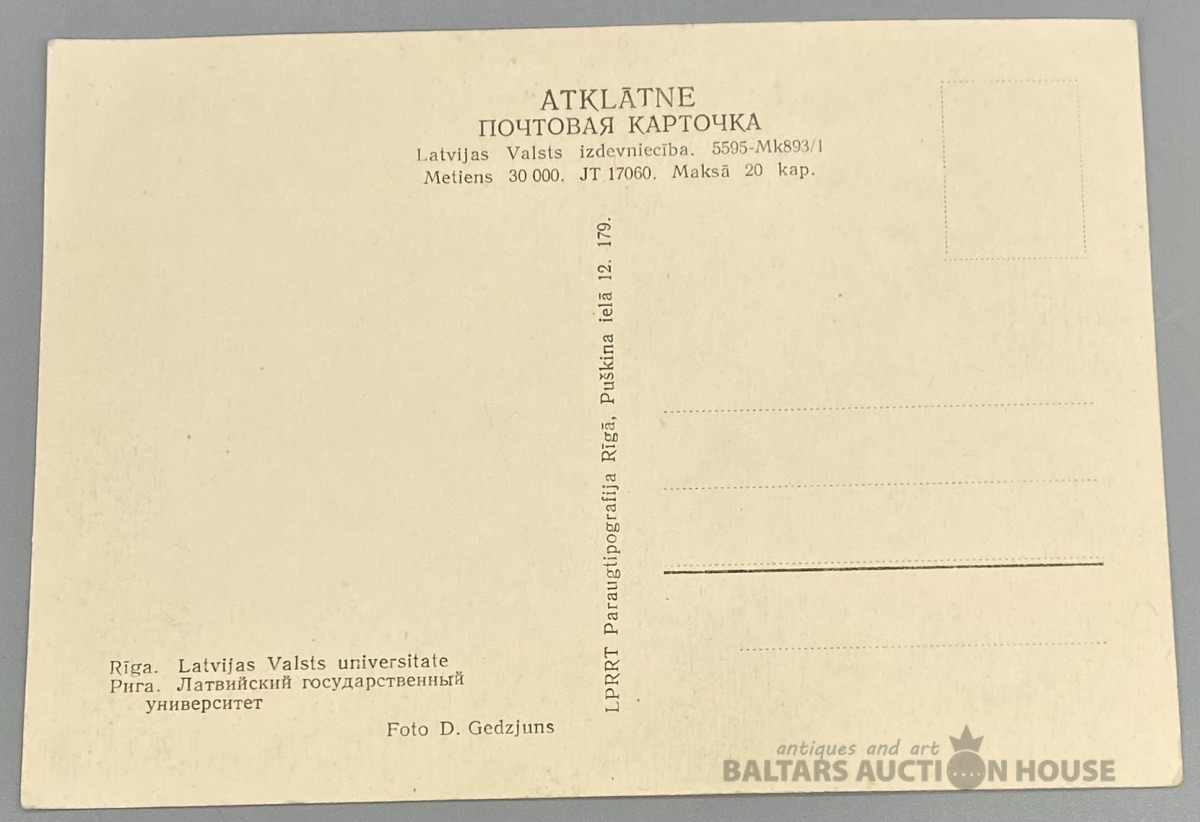 ATKLĀTNE
ПОЧТОВАЯ КАРТОЧКА
Latvijas Valsts izdevniecība. 5595-Mk893/1
Metiens 30 000. JT 17060. Maksā 20 kap.
LPRRT Paraugtipografija Rīgā, Puškina ielā 12. 179.
Rīga. Latvijas Valsts universitate
Рига. Латвийский государственный
университет
Foto D. Gedzjuns
antiques and art
BALTARS AUCTION HOUSE